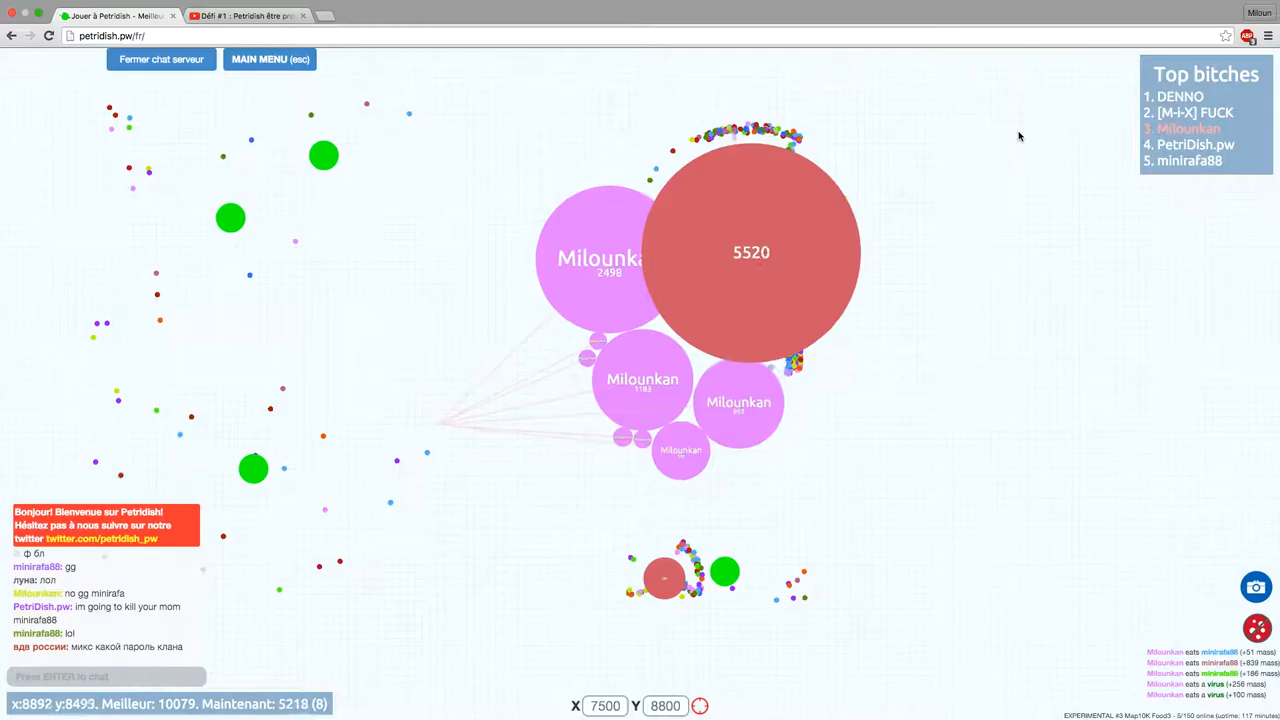 Jouer à Petridish - Meilleu
Défi #1 : Petridish être pro
Miloun
petridish.pw/fr/
ABP
3
Fermer chat serveur
MAIN MENU (esc)
Top bitches
1. DENNO
2. [M-i-X] FUCK
3. Milounkan
4. PetriDish.pw
5. minirafa88
5520
Milounka
2498
Milounkan
1183
Milounkan
Milounkan
Bonjour! Bienvenue sur Petridish!
Hésitez pas à nous suivre sur notre
twitter twitter.com/petridish_pw
ф бл
minirafa88: gg
луна: лол
Milounkan: no gg minirafa
PetriDish.pw: im going to kill your mom
minirafa88
minirafa88: lol
вдв россии: микс какой пароль клана
Press ENTER to chat
x:8892 y:8493. Meilleur: 10079. Maintenant: 5218 (8)
X 7500 Y 8800
Milounkan eats minirafa88 (+51 mass)
Milounkan eats minirafa88 (+839 mass)
Milounkan eats minirafa88 (+186 mass)
Milounkan eats a virus (+256 mass)
Milounkan eats a virus (+100 mass)
EXPERIMENTAL #3 Map10K Food3 - 5/150 online (uptime: 117 minutes)